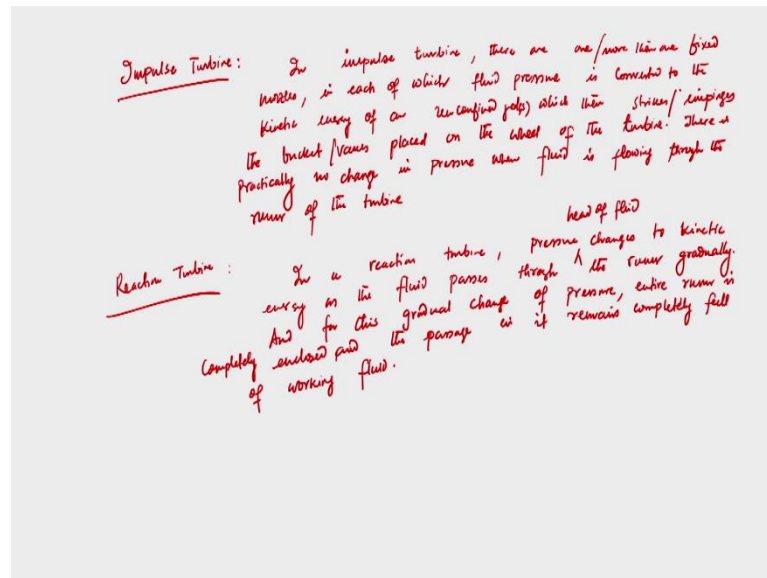 Impulse Turbine : In impulse turbine, there are one/more than one fixed
nozzles, in each of which fluid pressure is converted to the
kinetic energy of an unconfined jet(s) which then strikes/impinges
the bucket/vanes placed on the wheel of the turbine. There is
practically no change in pressure when fluid is flowing through the
runner of the turbine
head of fluid
Reaction Turbine : In a reaction turbine, pressure changes to kinetic
energy as the fluid passes through ^ the runner gradually.
And for this gradual change of pressure, entire runner is
completely enclosed and the passage in it remains completely full
of working fluid.